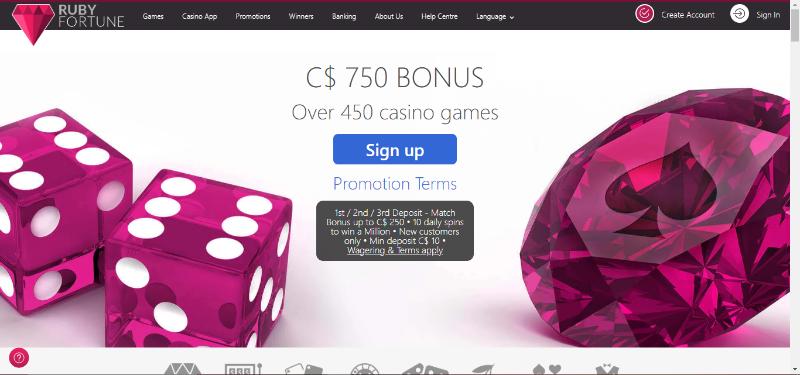 RUBY
FORTUNE
Games Casino App Promotions Winners Banking About Us Help Centre Language Create Account Sign In
C$ 750 BONUS
Over 450 casino games
Sign up
Promotion Terms
1st / 2nd / 3rd Deposit - Match
Bonus up to C$ 250 • 10 daily spins
to win a Million • New customers
only • Min deposit C$ 10 •
Wagering & Terms apply